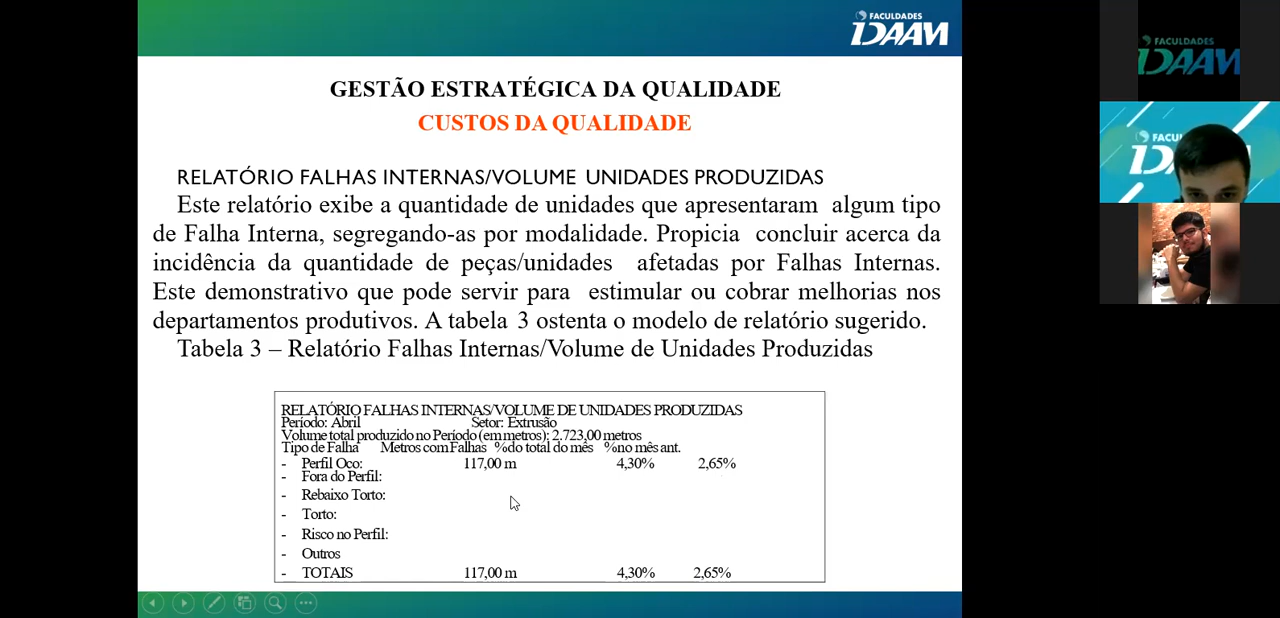 FACULDADES
IDAAM
GESTÃO ESTRATÉGICA DA QUALIDADE
CUSTOS DA QUALIDADE
RELATÓRIO FALHAS INTERNAS/VOLUME UNIDADES PRODUZIDAS
Este relatório exibe a quantidade de unidades que apresentaram algum tipo
de Falha Interna, segregando-as por modalidade. Propicia concluir acerca da
incidência da quantidade de peças/unidades afetadas por Falhas Internas.
Este demonstrativo que pode servir para estimular ou cobrar melhorias nos
departamentos produtivos. A tabela 3 ostenta o modelo de relatório sugerido.
Tabela 3 – Relatório Falhas Internas/Volume de Unidades Produzidas
RELATÓRIO FALHAS INTERNAS/VOLUME DE UNIDADES PRODUZIDAS
Período: Abril Setor: Extrusão
Volume total produzido no Período (em metros): 2.723,00 metros
Tipo de Falha Metros com Falhas % do total do mês % no mês ant.
- Perfil Oco: 117,00 m 4,30% 2,65%
- Fora do Perfil:
- Rebaixo Torto:
- Torto:
- Risco no Perfil:
- Outros
- TOTAIS 117,00 m 4,30% 2,65%
FACULDADES
IDAAM